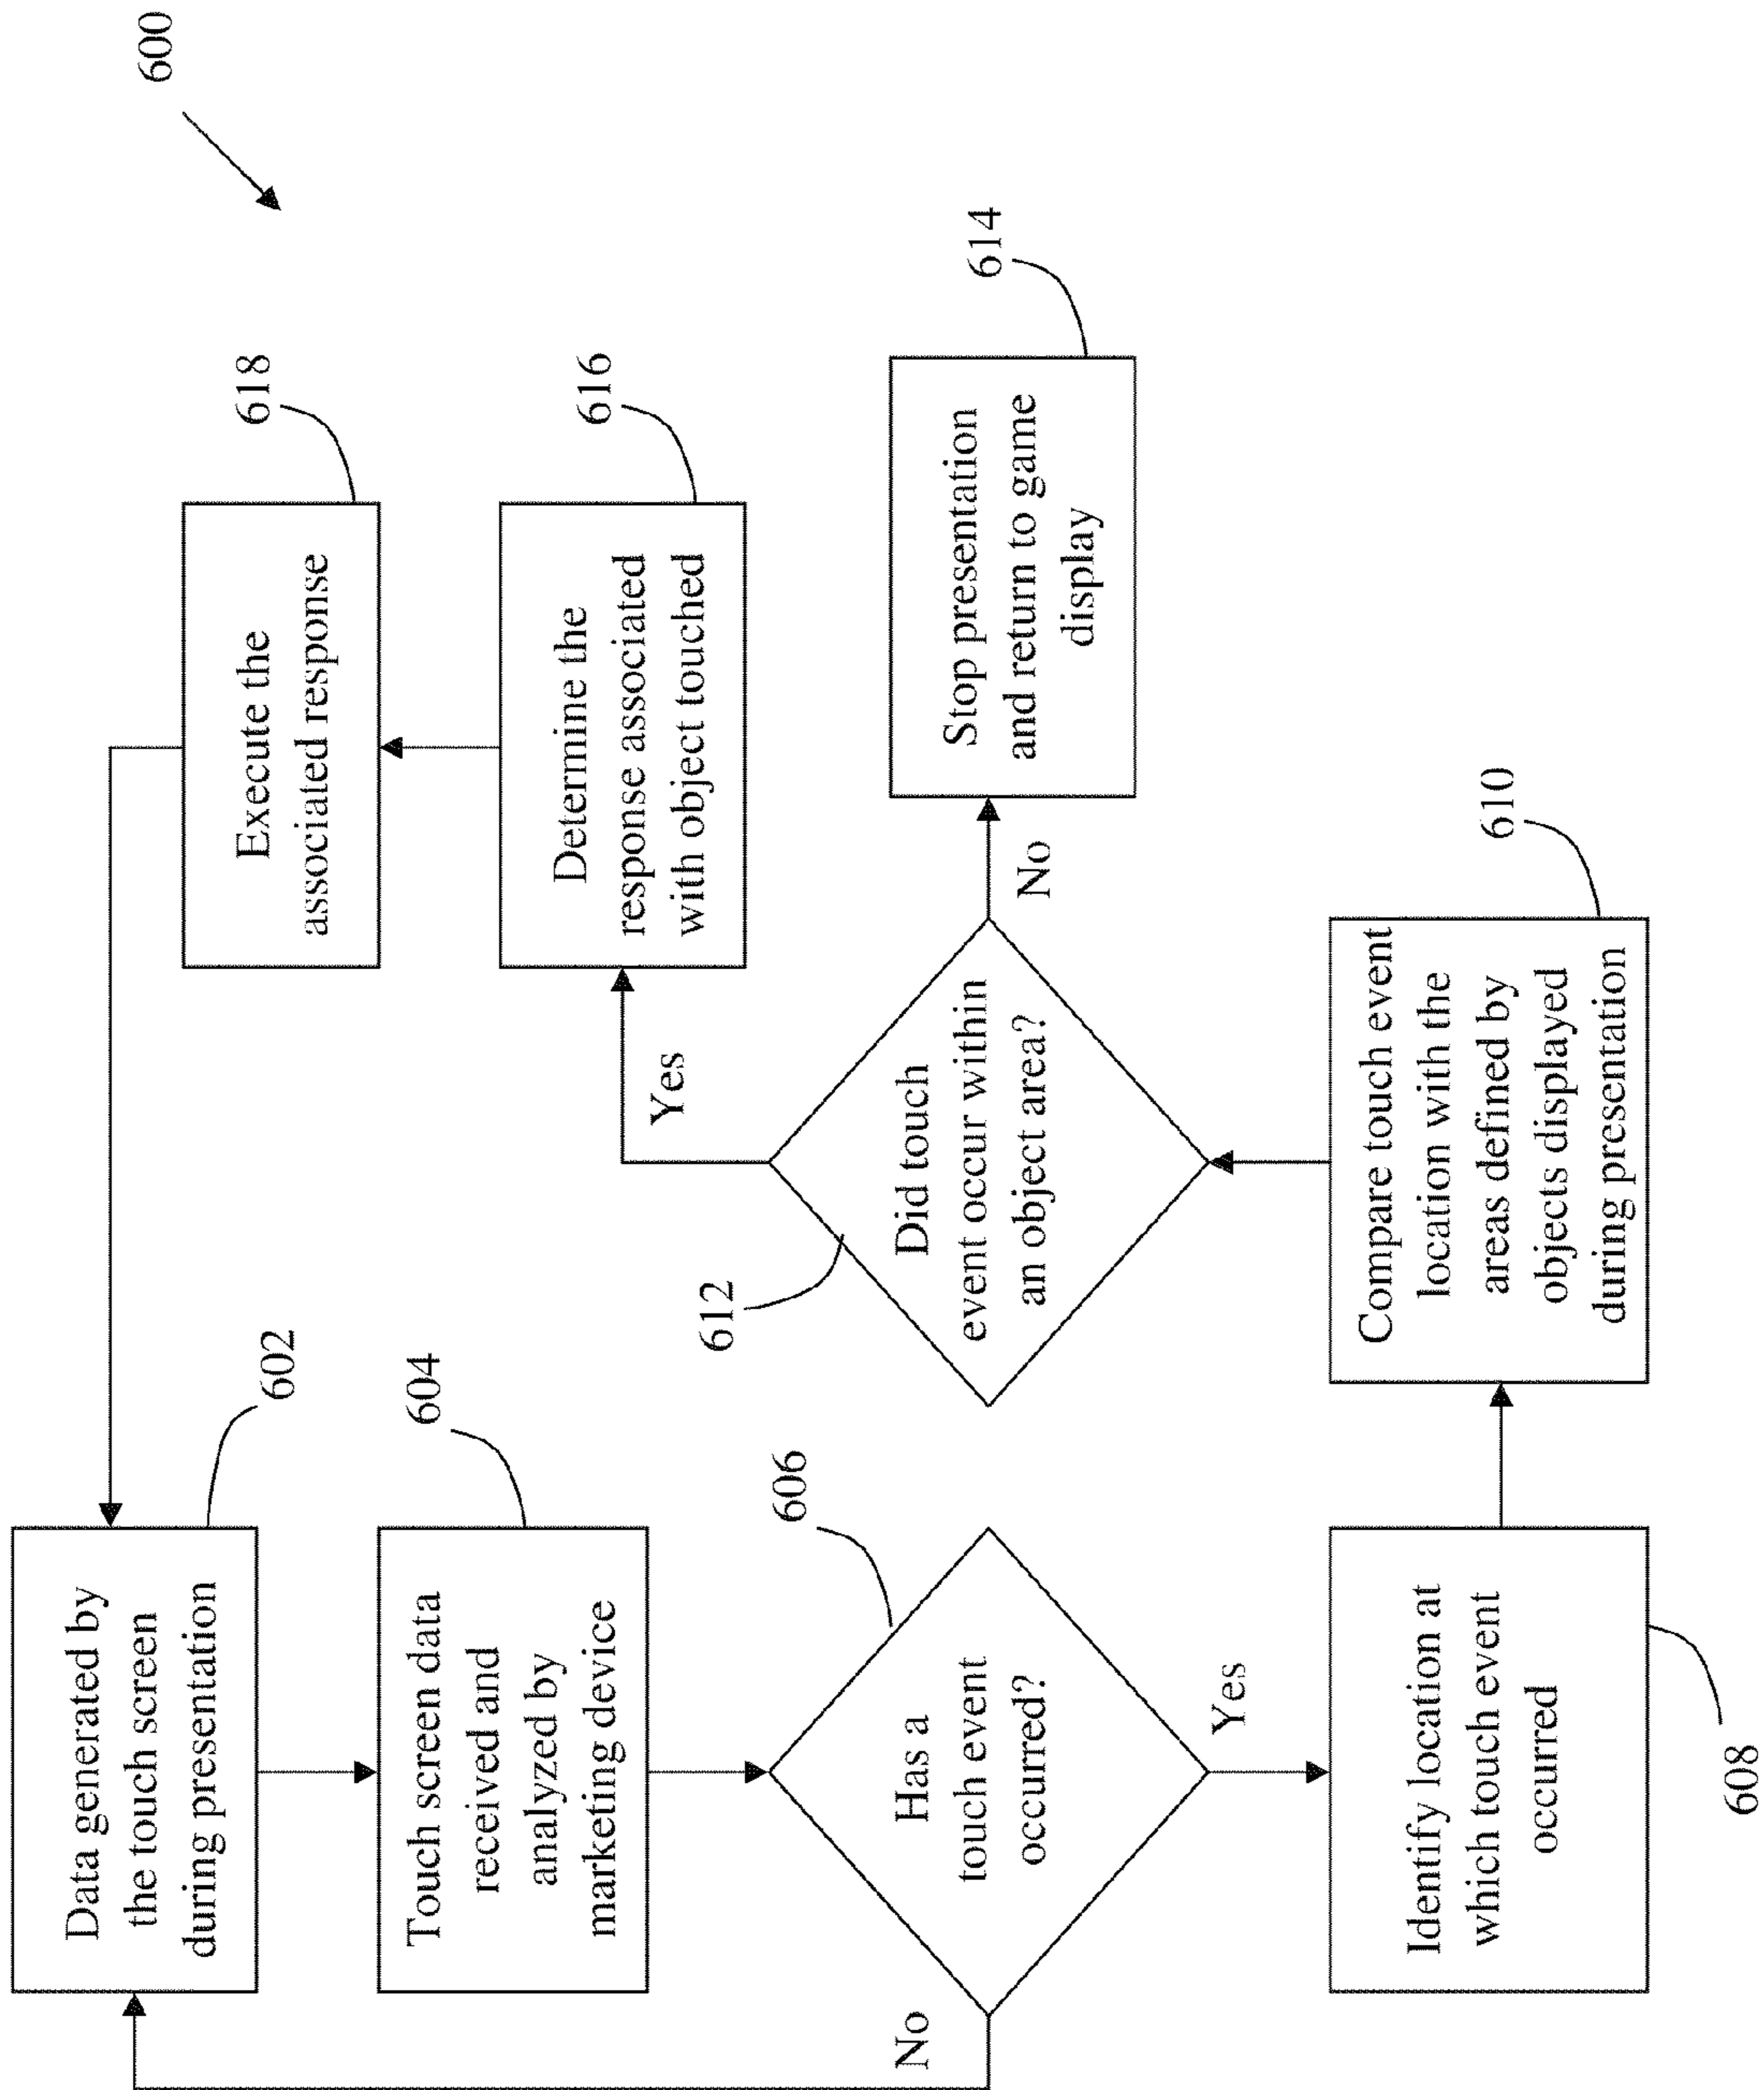 600
Data generated by
the touch screen
during presentation
602
Touch screen data
received and
analyzed by
marketing device
604
Has a
touch event
occurred?
606
No
Yes
Identify location at
which touch event
occurred
608
Compare touch event
location with the
areas defined by
objects displayed
during presentation
610
Did touch
event occur within
an object area?
612
No
Stop presentation
and return to game
display
614
Yes
Determine the
response associated
with object touched
616
Execute the
associated response
618